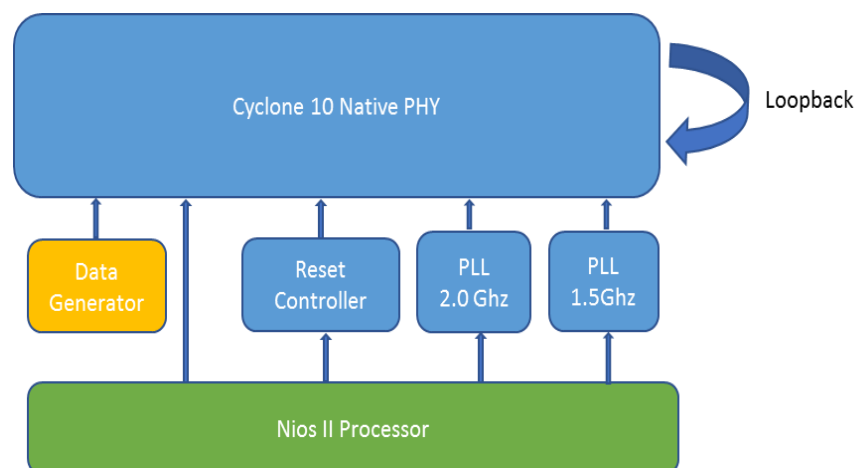 Cyclone 10 Native PHY
Loopback
Data
Generator
Reset
Controller
PLL
2.0 Ghz
PLL
1.5Ghz
Nios II Processor